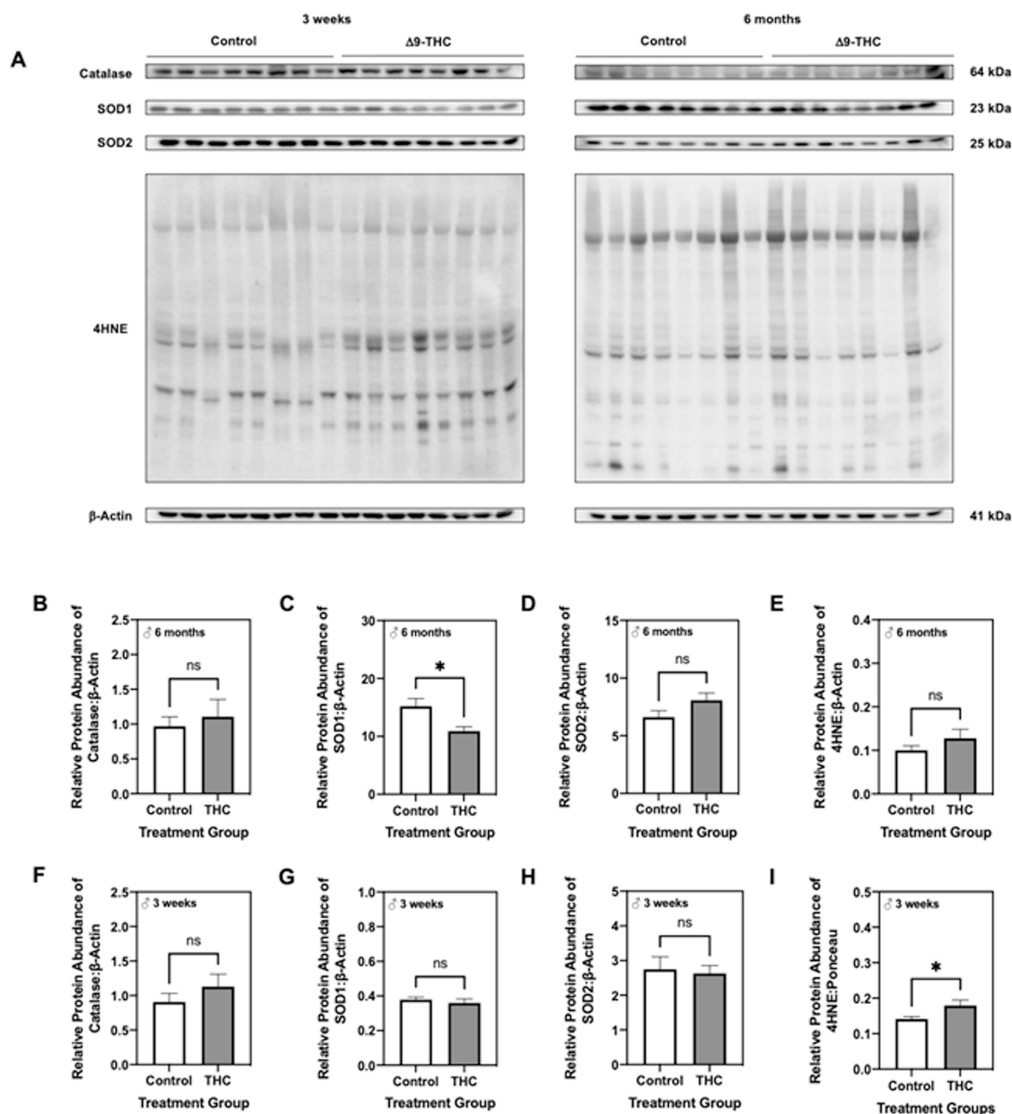 3 weeks
6 months
A
Control
Δ9-THC
Control
Δ9-THC
Catalase
64 kDa
SOD1
23 kDa
SOD2
25 kDa
4HNE
β-Actin
41 kDa
B
Relative Protein Abundance of
Catalase:β-Actin
2.5
2.0
1.5
1.0
0.5
0.0
♂ 6 months
ns
Control
THC
Treatment Group
C
Relative Protein Abundance of
SOD1:β-Actin
30
20
10
0
♂ 6 months
*
Control
THC
Treatment Group
D
Relative Protein Abundance of
SOD2:β-Actin
15
10
5
0
♂ 6 months
ns
Control
THC
Treatment Group
E
Relative Protein Abundance of
4HNE:β-Actin
0.4
0.3
0.2
0.1
0.0
♂ 6 months
ns
Control
THC
Treatment Group
F
Relative Protein Abundance of
Catalase:β-Actin
2.5
2.0
1.5
1.0
0.5
0.0
♂ 3 weeks
ns
Control
THC
Treatment Group
G
Relative Protein Abundance of
SOD1:β-Actin
1.0
0.8
0.6
0.4
0.2
0.0
♂ 3 weeks
ns
Control
THC
Treatment Group
H
Relative Protein Abundance of
SOD2:β-Actin
5
4
3
2
1
0
♂ 3 weeks
ns
Control
THC
Treatment Group
I
Relative Protein Abundance of
4HNE:Ponceau
0.5
0.4
0.3
0.2
0.1
0.0
♂ 3 weeks
*
Control
THC
Treatment Groups